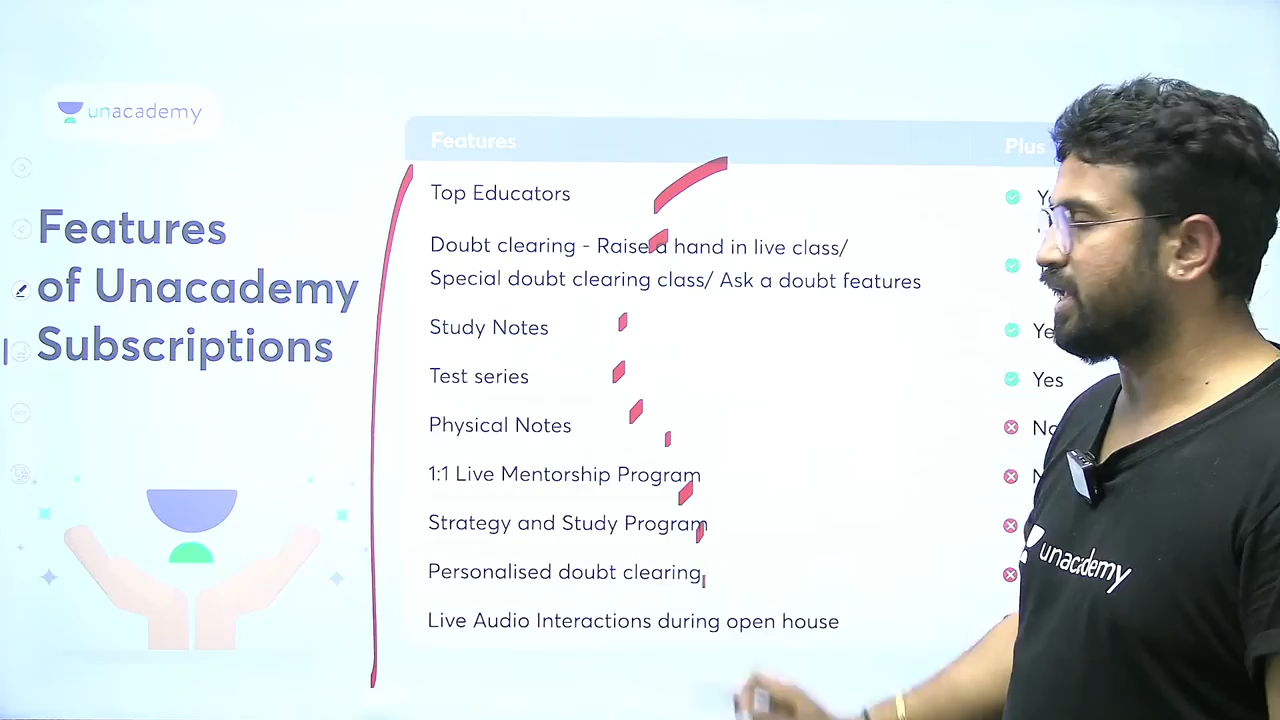 unacademy
Features
of Unacademy
Subscriptions
Features
Plus
Top Educators
Doubt clearing - Raise a hand in live class/
Special doubt clearing class/ Ask a doubt features
Study Notes
Test series
Yes
Physical Notes
1:1 Live Mentorship Program
Strategy and Study Program
Personalised doubt clearing
Live Audio Interactions during open house
unacademy